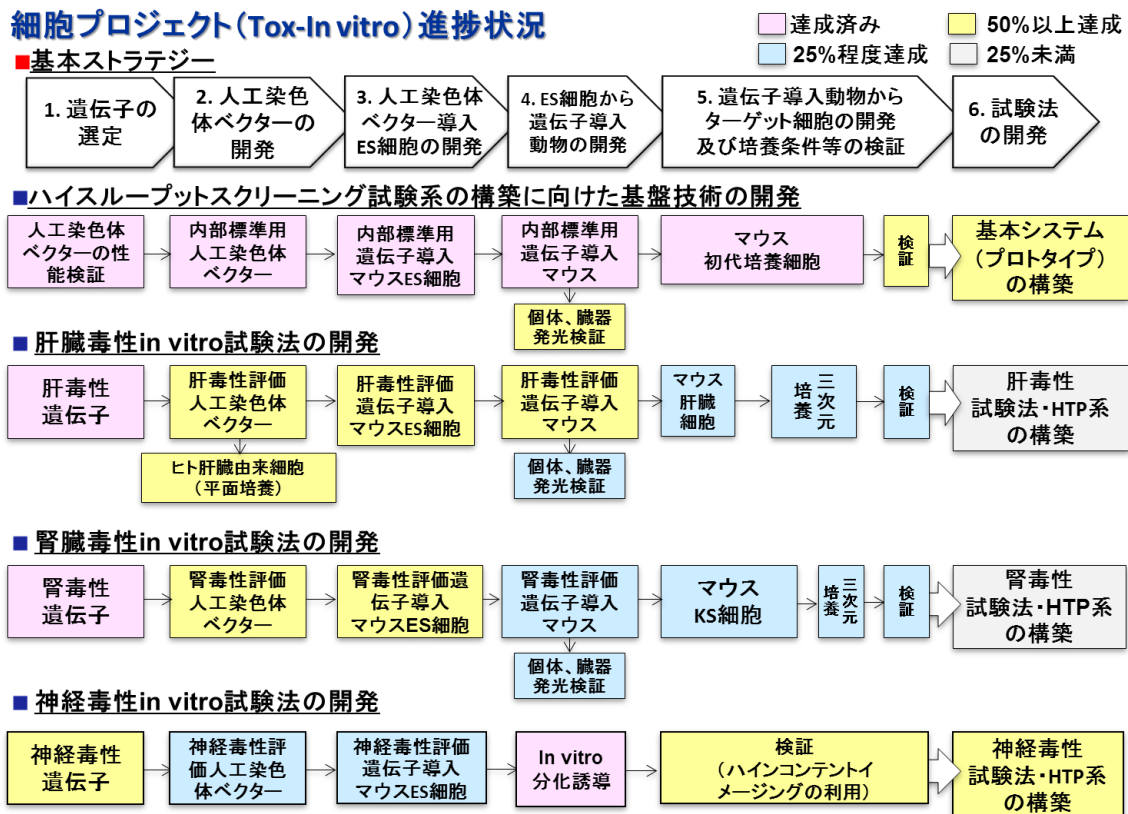 細胞プロジェクト(Tox-In vitro)進捗状況
達成済み
50%以上達成
25%程度達成
25%未満
■基本ストラテジー
1. 遺伝子の
選定
2. 人工染色
体ベクターの
開発
3. 人工染色体
ベクター導入
ES細胞の開発
4. ES細胞から
遺伝子導入
動物の開発
5. 遺伝子導入動物から
ターゲット細胞の開発
及び培養条件等の検証
6. 試験法
の開発
■ハイスループットスクリーニング試験系の構築に向けた基盤技術の開発
人工染色体
ベクターの性
能検証
内部標準用
人工染色体
ベクター
内部標準用
遺伝子導入
マウスES細胞
内部標準用
遺伝子導入
マウス
マウス
初代培養細胞
検
証
基本システム
(プロトタイプ)
の構築
個体、臓器
発光検証
■ 肝臓毒性in vitro試験法の開発
肝毒性
遺伝子
肝毒性評価
人工染色体
ベクター
肝毒性評価
遺伝子導入
マウスES細胞
肝毒性評価
遺伝子導入
マウス
マウス
肝臓
細胞
三次元
培養
検
証
肝毒性
試験法・HTP系
の構築
ヒト肝臓由来細胞
(平面培養)
個体、臓器
発光検証
■ 腎臓毒性in vitro試験法の開発
腎毒性
遺伝子
腎毒性評価
人工染色体
ベクター
腎毒性評価遺
伝子導入
マウスES細胞
腎毒性評価
遺伝子導入
マウス
マウス
KS細胞
三次元
培養
検
証
腎毒性
試験法・HTP系
の構築
個体、臓器
発光検証
■ 神経毒性in vitro試験法の開発
神経毒性
遺伝子
神経毒性評
価人工染色
体ベクター
神経毒性評価
遺伝子導入
マウスES細胞
In vitro
分化誘導
検証
(ハインコンテントイ
メージングの利用)
神経毒性
試験法・HTP系
の構築